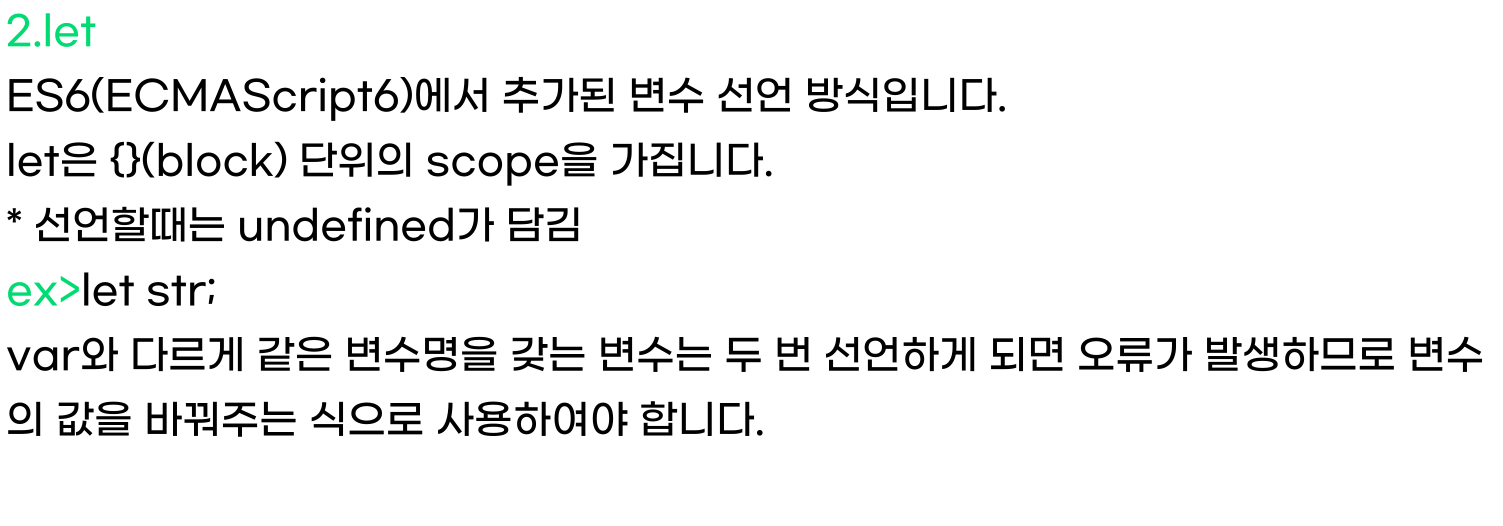 2.let
ES6(ECMAScript6)에서 추가된 변수 선언 방식입니다.
let은 {}(block) 단위의 scope을 가집니다.
* 선언할때는 undefined가 담김
ex>let str;
var와 다르게 같은 변수명을 갖는 변수는 두 번 선언하게 되면 오류가 발생하므로 변수
의 값을 바꿔주는 식으로 사용하여야 합니다.